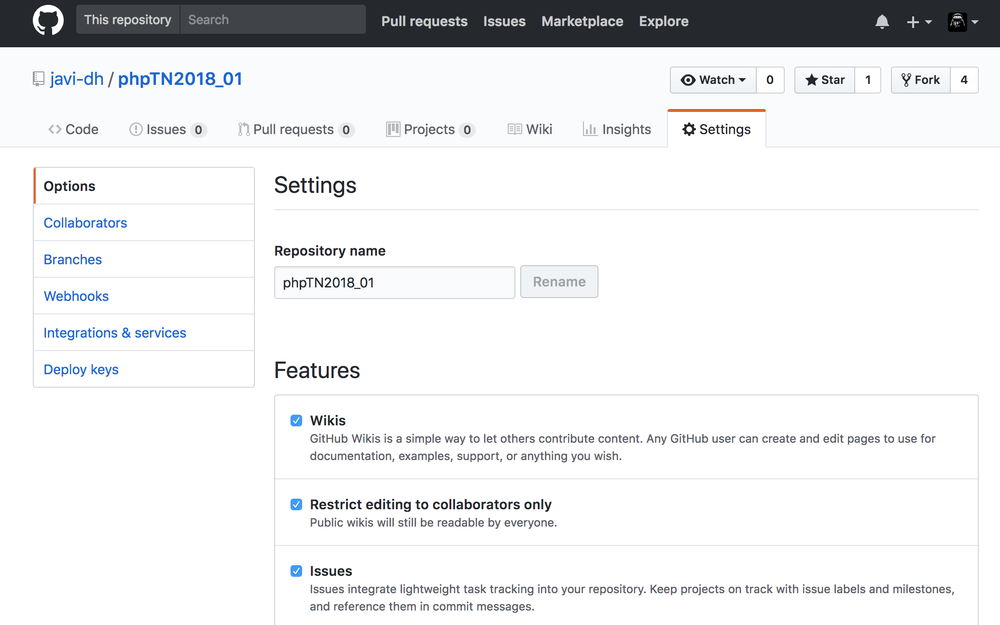 This repository Search Pull requests Issues Marketplace Explore
javi-dh / phpTN2018_01 Watch 0 Star 1 Fork 4
Code Issues 0 Pull requests 0 Projects 0 Wiki Insights Settings
Options
Collaborators
Branches
Webhooks
Integrations & services
Deploy keys
Settings
Repository name
phpTN2018_01 Rename
Features
Wikis
GitHub Wikis is a simple way to let others contribute content. Any GitHub user can create and edit pages to use for
documentation, examples, support, or anything you wish.
Restrict editing to collaborators only
Public wikis will still be readable by everyone.
Issues
Issues integrate lightweight task tracking into your repository. Keep projects on track with issue labels and milestones,
and reference them in commit messages.